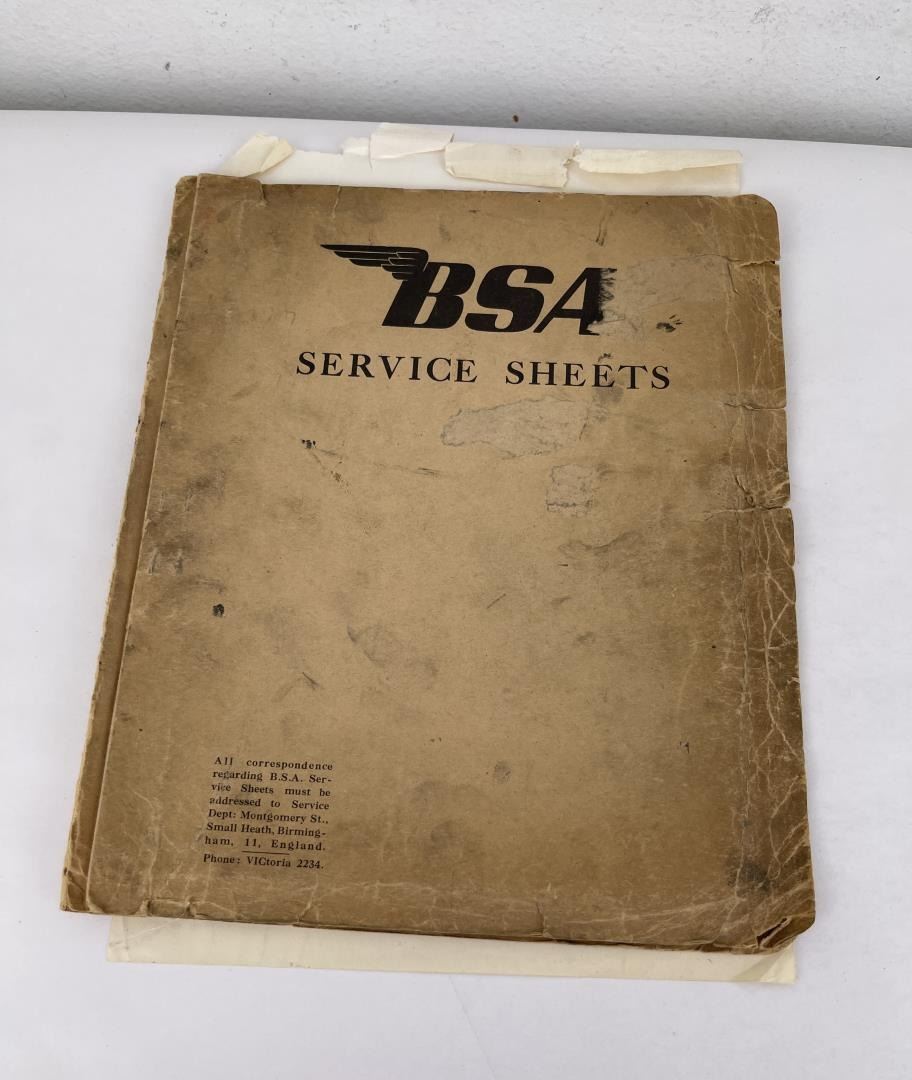 BSA
SERVICE SHEETS
All correspondence
regarding B.S.A. Ser-
vice Sheets must be
addressed to Service
Dept: Montgomery St.,
Small Heath, Birming-
ham, 11, England.
Phone: VICtoria 2234.